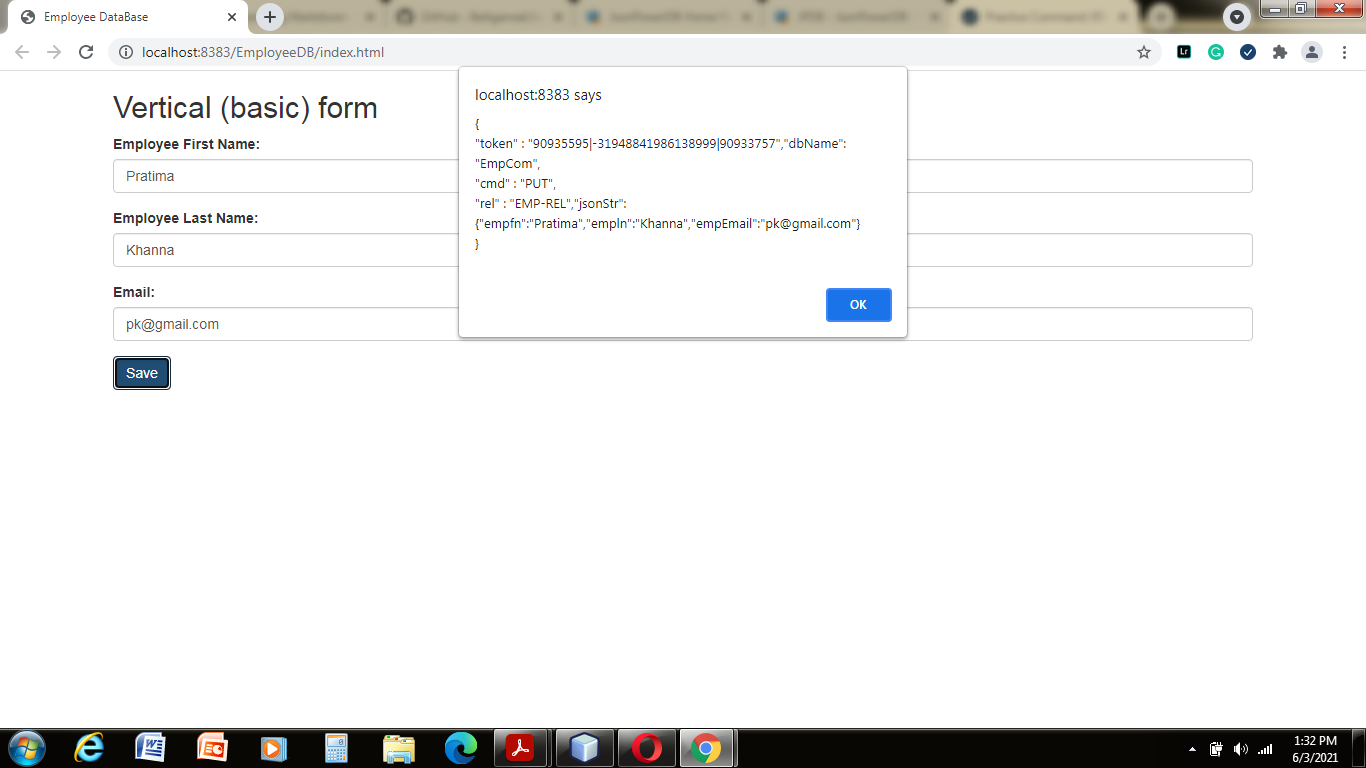 Employee DataBase
localhost:8383/EmployeeDB/index.html
Vertical (basic) form
Employee First Name:
Pratima
Employee Last Name:
Khanna
Email:
pk@gmail.com
Save
localhost:8383 says
{
"token" : "90935595|-31948841986138999|90933757","dbName":
"EmpCom",
"cmd" : "PUT",
"rel" : "EMP-REL","jsonStr":
{"empfn":"Pratima","empln":"Khanna","empEmail":"pk@gmail.com"}
}
OK
1:32 PM
6/3/2021